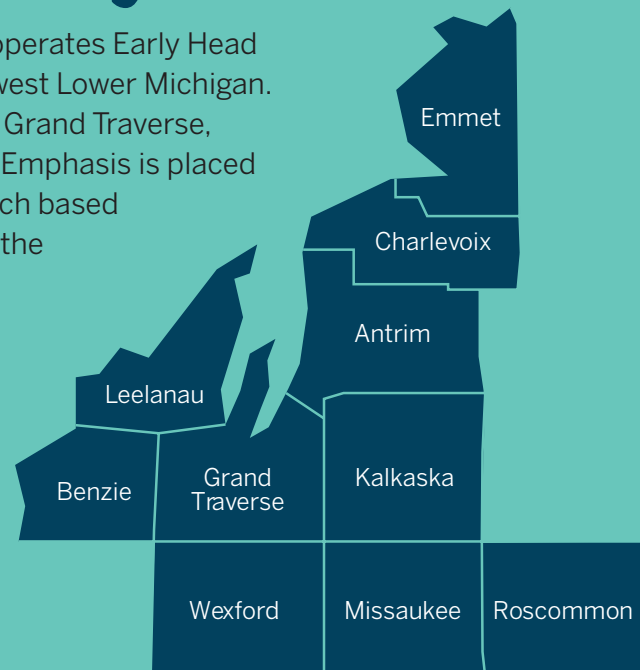 operates Early Head
west Lower Michigan.
Grand Traverse,
Emphasis is placed
based
the
Emmet
Charlevoix
Antrim
Leelanau
Benzie
Grand
Traverse
Kalkaska
Wexford
Missaukee
Roscommon